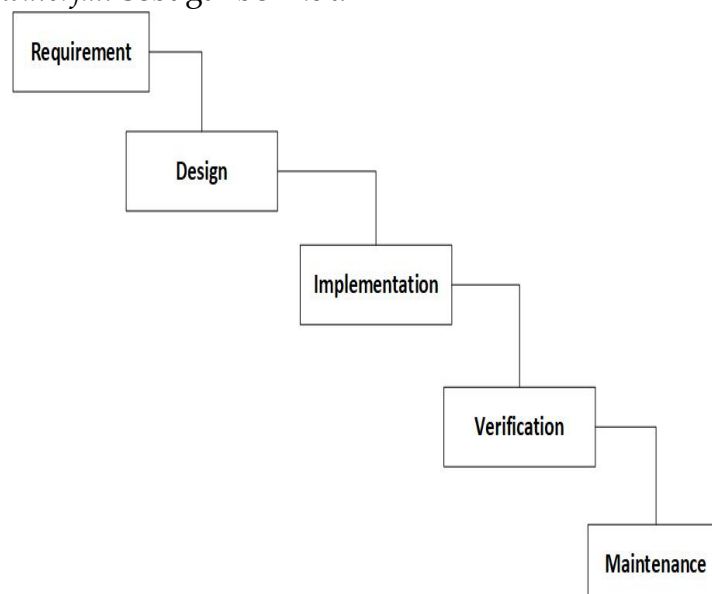 Requirement
Design
Implementation
Verification
Maintenance